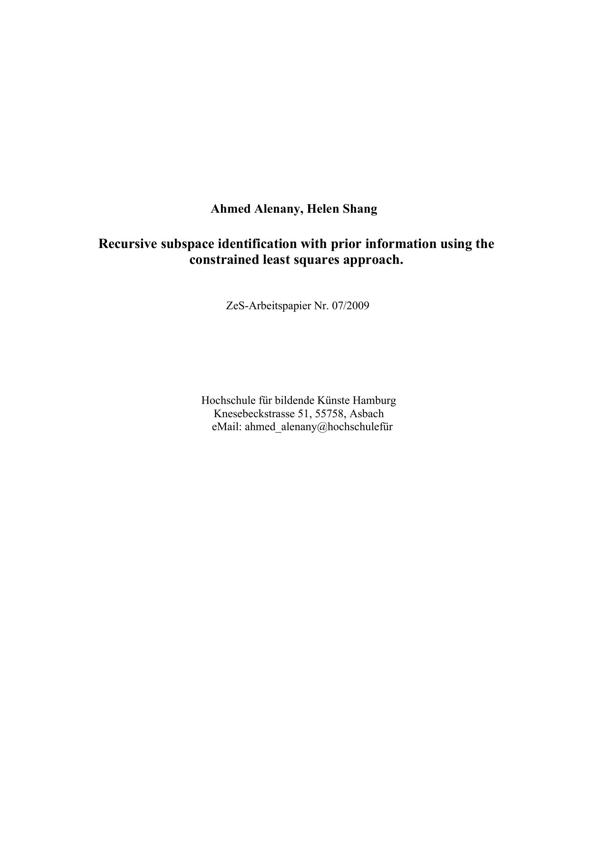 Ahmed Alenany, Helen Shang
Recursive subspace identification with prior information using the
constrained least squares approach.
ZeS-Arbeitspapier Nr. 07/2009
Hochschule für bildende Künste Hamburg
Knesebeckstrasse 51, 55758, Asbach
eMail: ahmed_alenany@hochschulefür